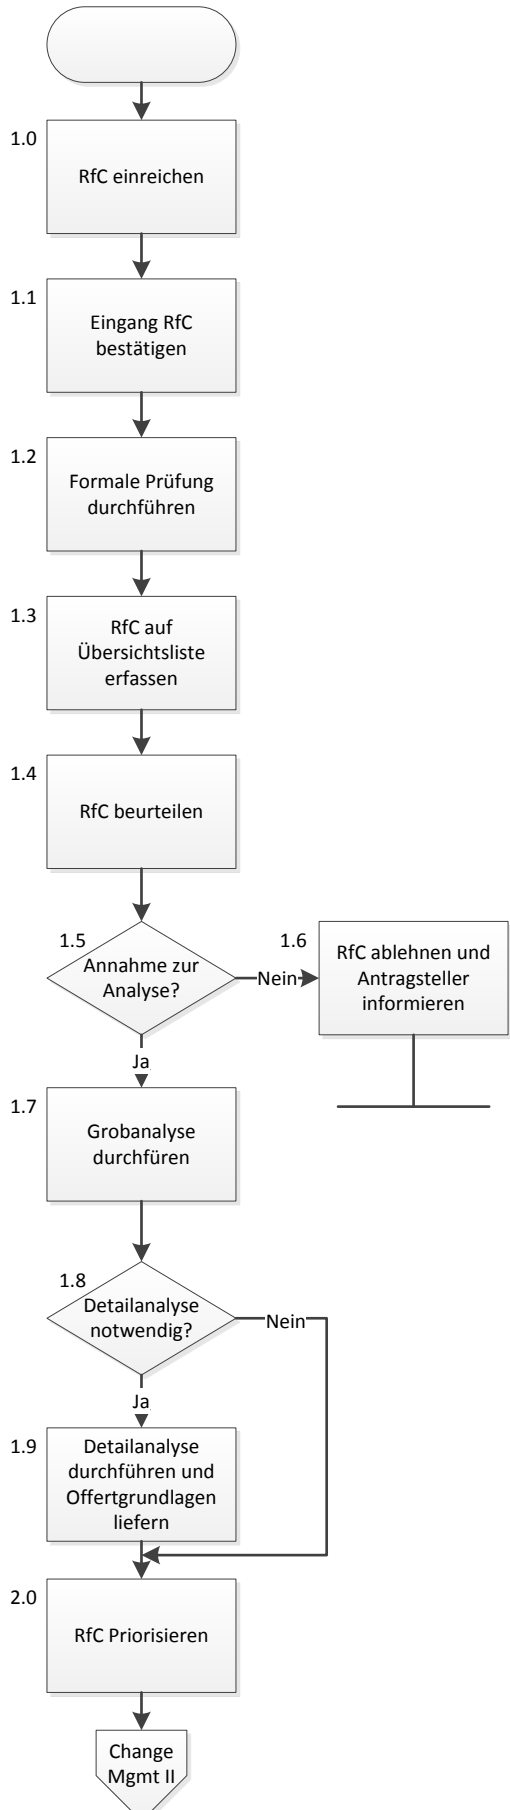 1.0
RfC einreichen
1.1
Eingang RfC
bestätigen
1.2
Formale Prüfung
durchführen
1.3
RfC auf
Übersichtsliste
erfassen
1.4
RfC beurteilen
1.5
Annahme zur
Analyse?
Nein
1.6
RfC ablehnen und
Antragsteller
informieren
Ja
1.7
Grobanalyse
durchfüren
1.8
Detailanalyse
notwendig?
Nein
Ja
1.9
Detailanalyse
durchführen und
Offertgrundlagen
liefern
2.0
RfC Priorisieren
Change
Mgmt II